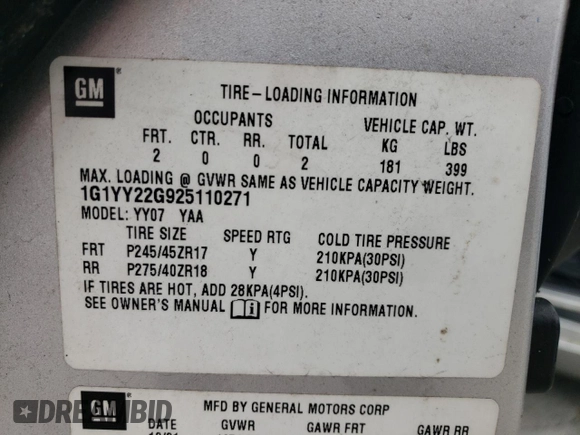 GM
TIRE-LOADING INFORMATION
OCCUPANTS VEHICLE CAP. WT.
FRT. CTR. RR. TOTAL KG LBS
2 0 0 2 181 399
MAX. LOADING @ GVWR SAME AS VEHICLE CAPACITY WEIGHT.
1G1YY22G925110271
MODEL: YY07 YAA
TIRE SIZE SPEED RTG COLD TIRE PRESSURE
FRT P245/45ZR17 Y 210KPA(30PSI)
RR P275/40ZR18 Y 210KPA(30PSI)
IF TIRES ARE HOT, ADD 28KPA(4PSI).
SEE OWNER'S MANUAL FOR MORE INFORMATION.
GM
MFD BY GENERAL MOTORS CORP
DATE GVWR GAWR FRT GAWR RR
DREAMBID